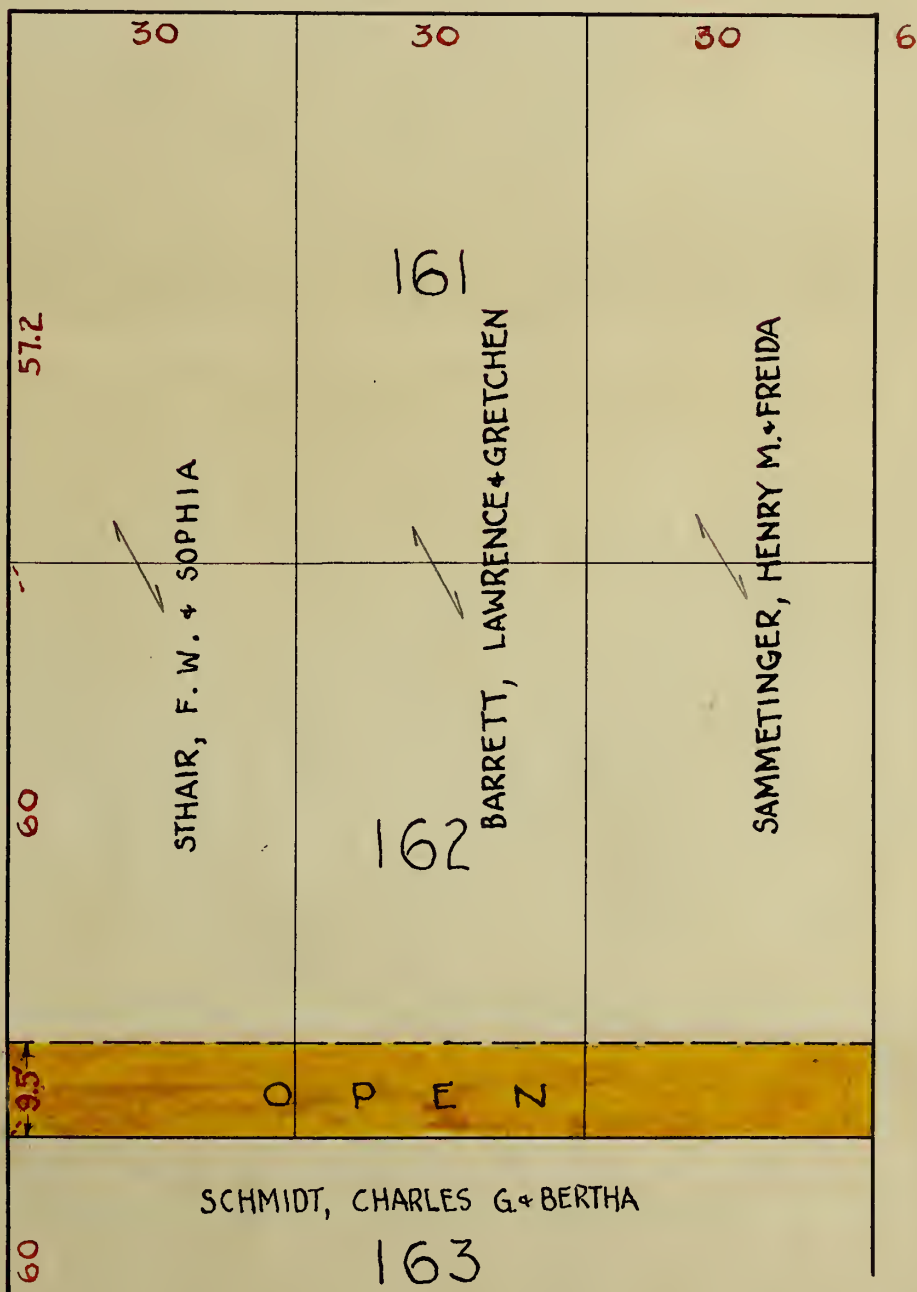 30 30 30 6
161
57.2
STHAIR, F. W. & SOPHIA
BARRETT, LAWRENCE & GRETCHEN
SAMMETINGER, HENRY M. & FREIDA
60
162
9.5'
OPEN
SCHMIDT, CHARLES G. & BERTHA
60
163